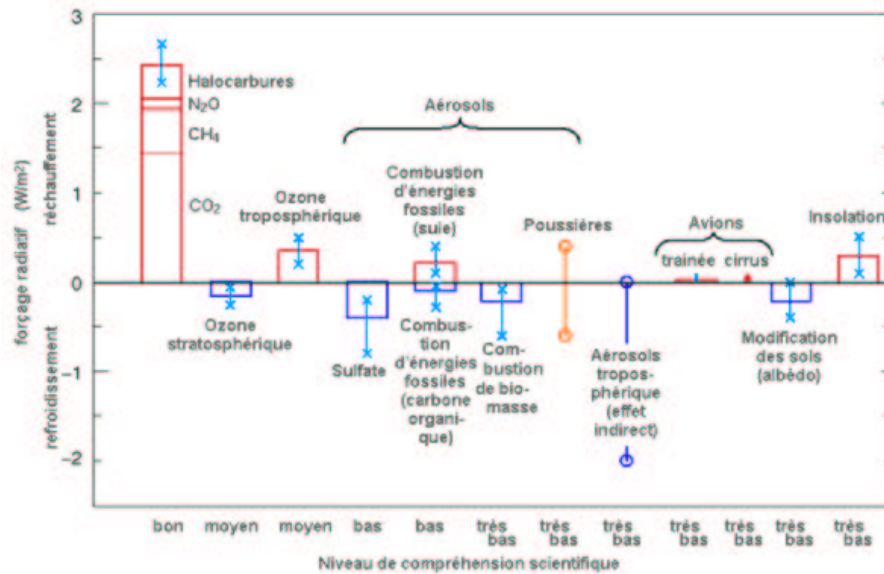 3
2
1
0
−1
−2
forçage radiatif (W/m²)
réchauffement
refroidissement
Halocarbures
N₂O
CH₄
CO₂
Ozone
stratosphérique
Ozone
troposphérique
Aérosols
Sulfate
Combustion
d'énergies
fossiles
(suie)
Combus-
tion
d'énergies
fossiles
(carbone
organi-
que)
Com-
bustion
de bio-
masse
Poussières
Aérosols
tropos-
phérique
(effet
indirect)
Avions
trainée cirrus
Modification
des sols
(albédo)
Insolation
bon moyen moyen bas bas très bas très bas très bas très bas très bas très bas très bas
Niveau de compréhension scientifique